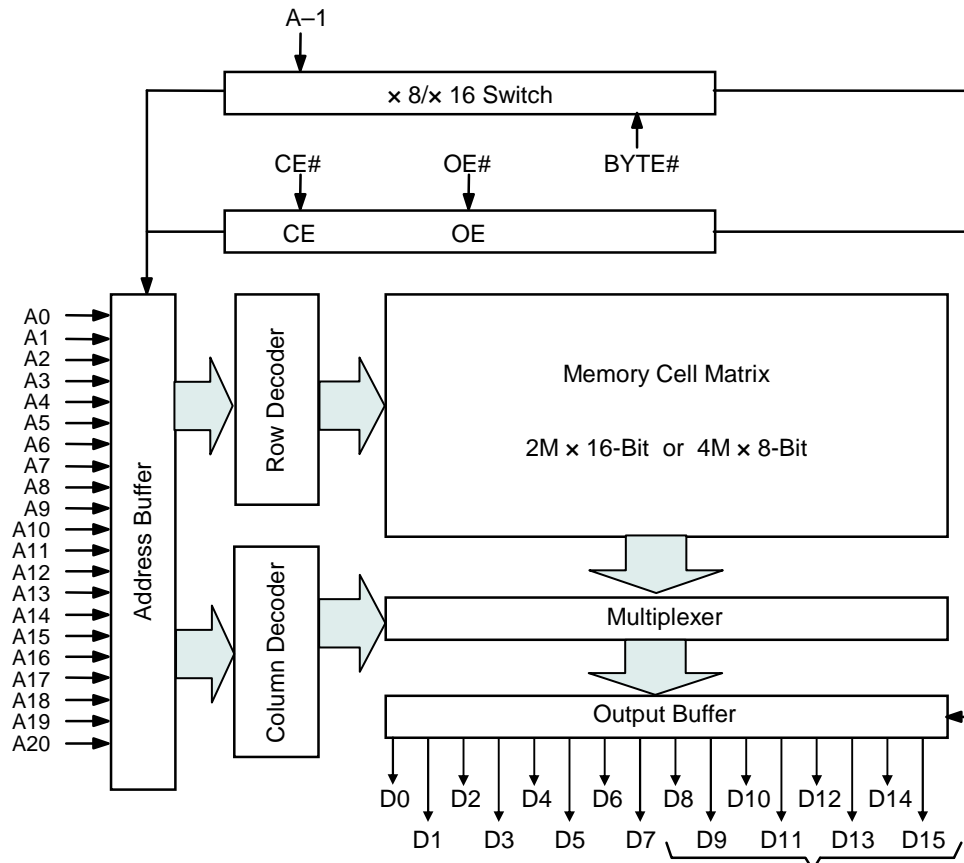 A–1
× 8/× 16 Switch
CE# OE# BYTE#
CE OE
A0
A1
A2
A3
A4
A5
A6
A7
A8
A9
A10
A11
A12
A13
A14
A15
A16
A17
A18
A19
A20
Address Buffer
Row Decoder
Column Decoder
Memory Cell Matrix
2M × 16-Bit or 4M × 8-Bit
Multiplexer
Output Buffer
D0 D2 D4 D6 D8 D10 D12 D14
D1 D3 D5 D7 D9 D11 D13 D15